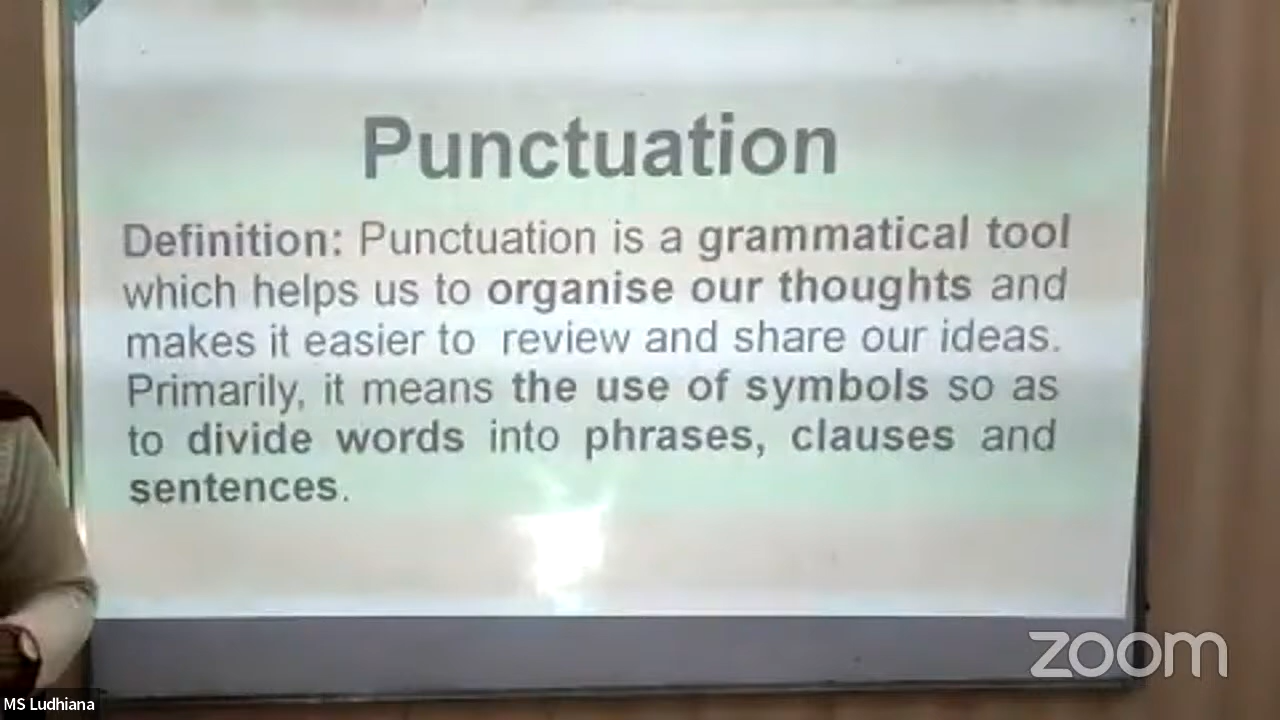 Punctuation
Definition: Punctuation is a grammatical tool
which helps us to organise our thoughts and
makes it easier to review and share our ideas.
Primarily, it means the use of symbols so as
to divide words into phrases, clauses and
sentences.
zoom
MS Ludhiana